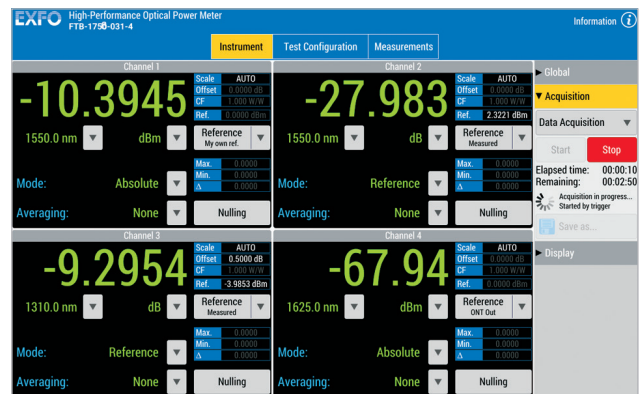 EXFO High-Performance Optical Power Meter
FTB-1750-031-4
Information
Instrument Test Configuration Measurements
Channel 1
-10.3945
Scale AUTO
Offset 0.0000 dB
CF 1.000 W/W
Ref. 0.0000 dBm
1550.0 nm dBm
Reference
My own ref.
Max. 0.0000
Min. 0.0000
Δ 0.0000
Mode: Absolute
Averaging: None Nulling
Channel 2
-27.983
Scale AUTO
Offset 0.0000 dB
CF 1.000 W/W
Ref. 2.3221 dBm
1550.0 nm dB
Reference
Measured
Max. 0.0000
Min. 0.0000
Δ 0.0000
Mode: Reference
Averaging: None Nulling
Channel 3
-9.2954
Scale AUTO
Offset 0.5000 dB
CF 1.000 W/W
Ref. -3.9853 dBm
1310.0 nm dB
Reference
Measured
Max. 0.0000
Min. 0.0000
Δ 0.0000
Mode: Reference
Averaging: None Nulling
Channel 4
-67.94
Scale AUTO
Offset 0.0000 dB
CF 1.000 W/W
Ref. 0.0000 dBm
1625.0 nm dBm
Reference
ONT Out
Max. 0.0000
Min. 0.0000
Δ 0.0000
Mode: Absolute
Averaging: None Nulling
Global
Acquisition
Data Acquisition
Start Stop
Elapsed time: 00:00:10
Remaining: 00:02:50
Acquisition in progress...
Started by trigger
Save as...
Display